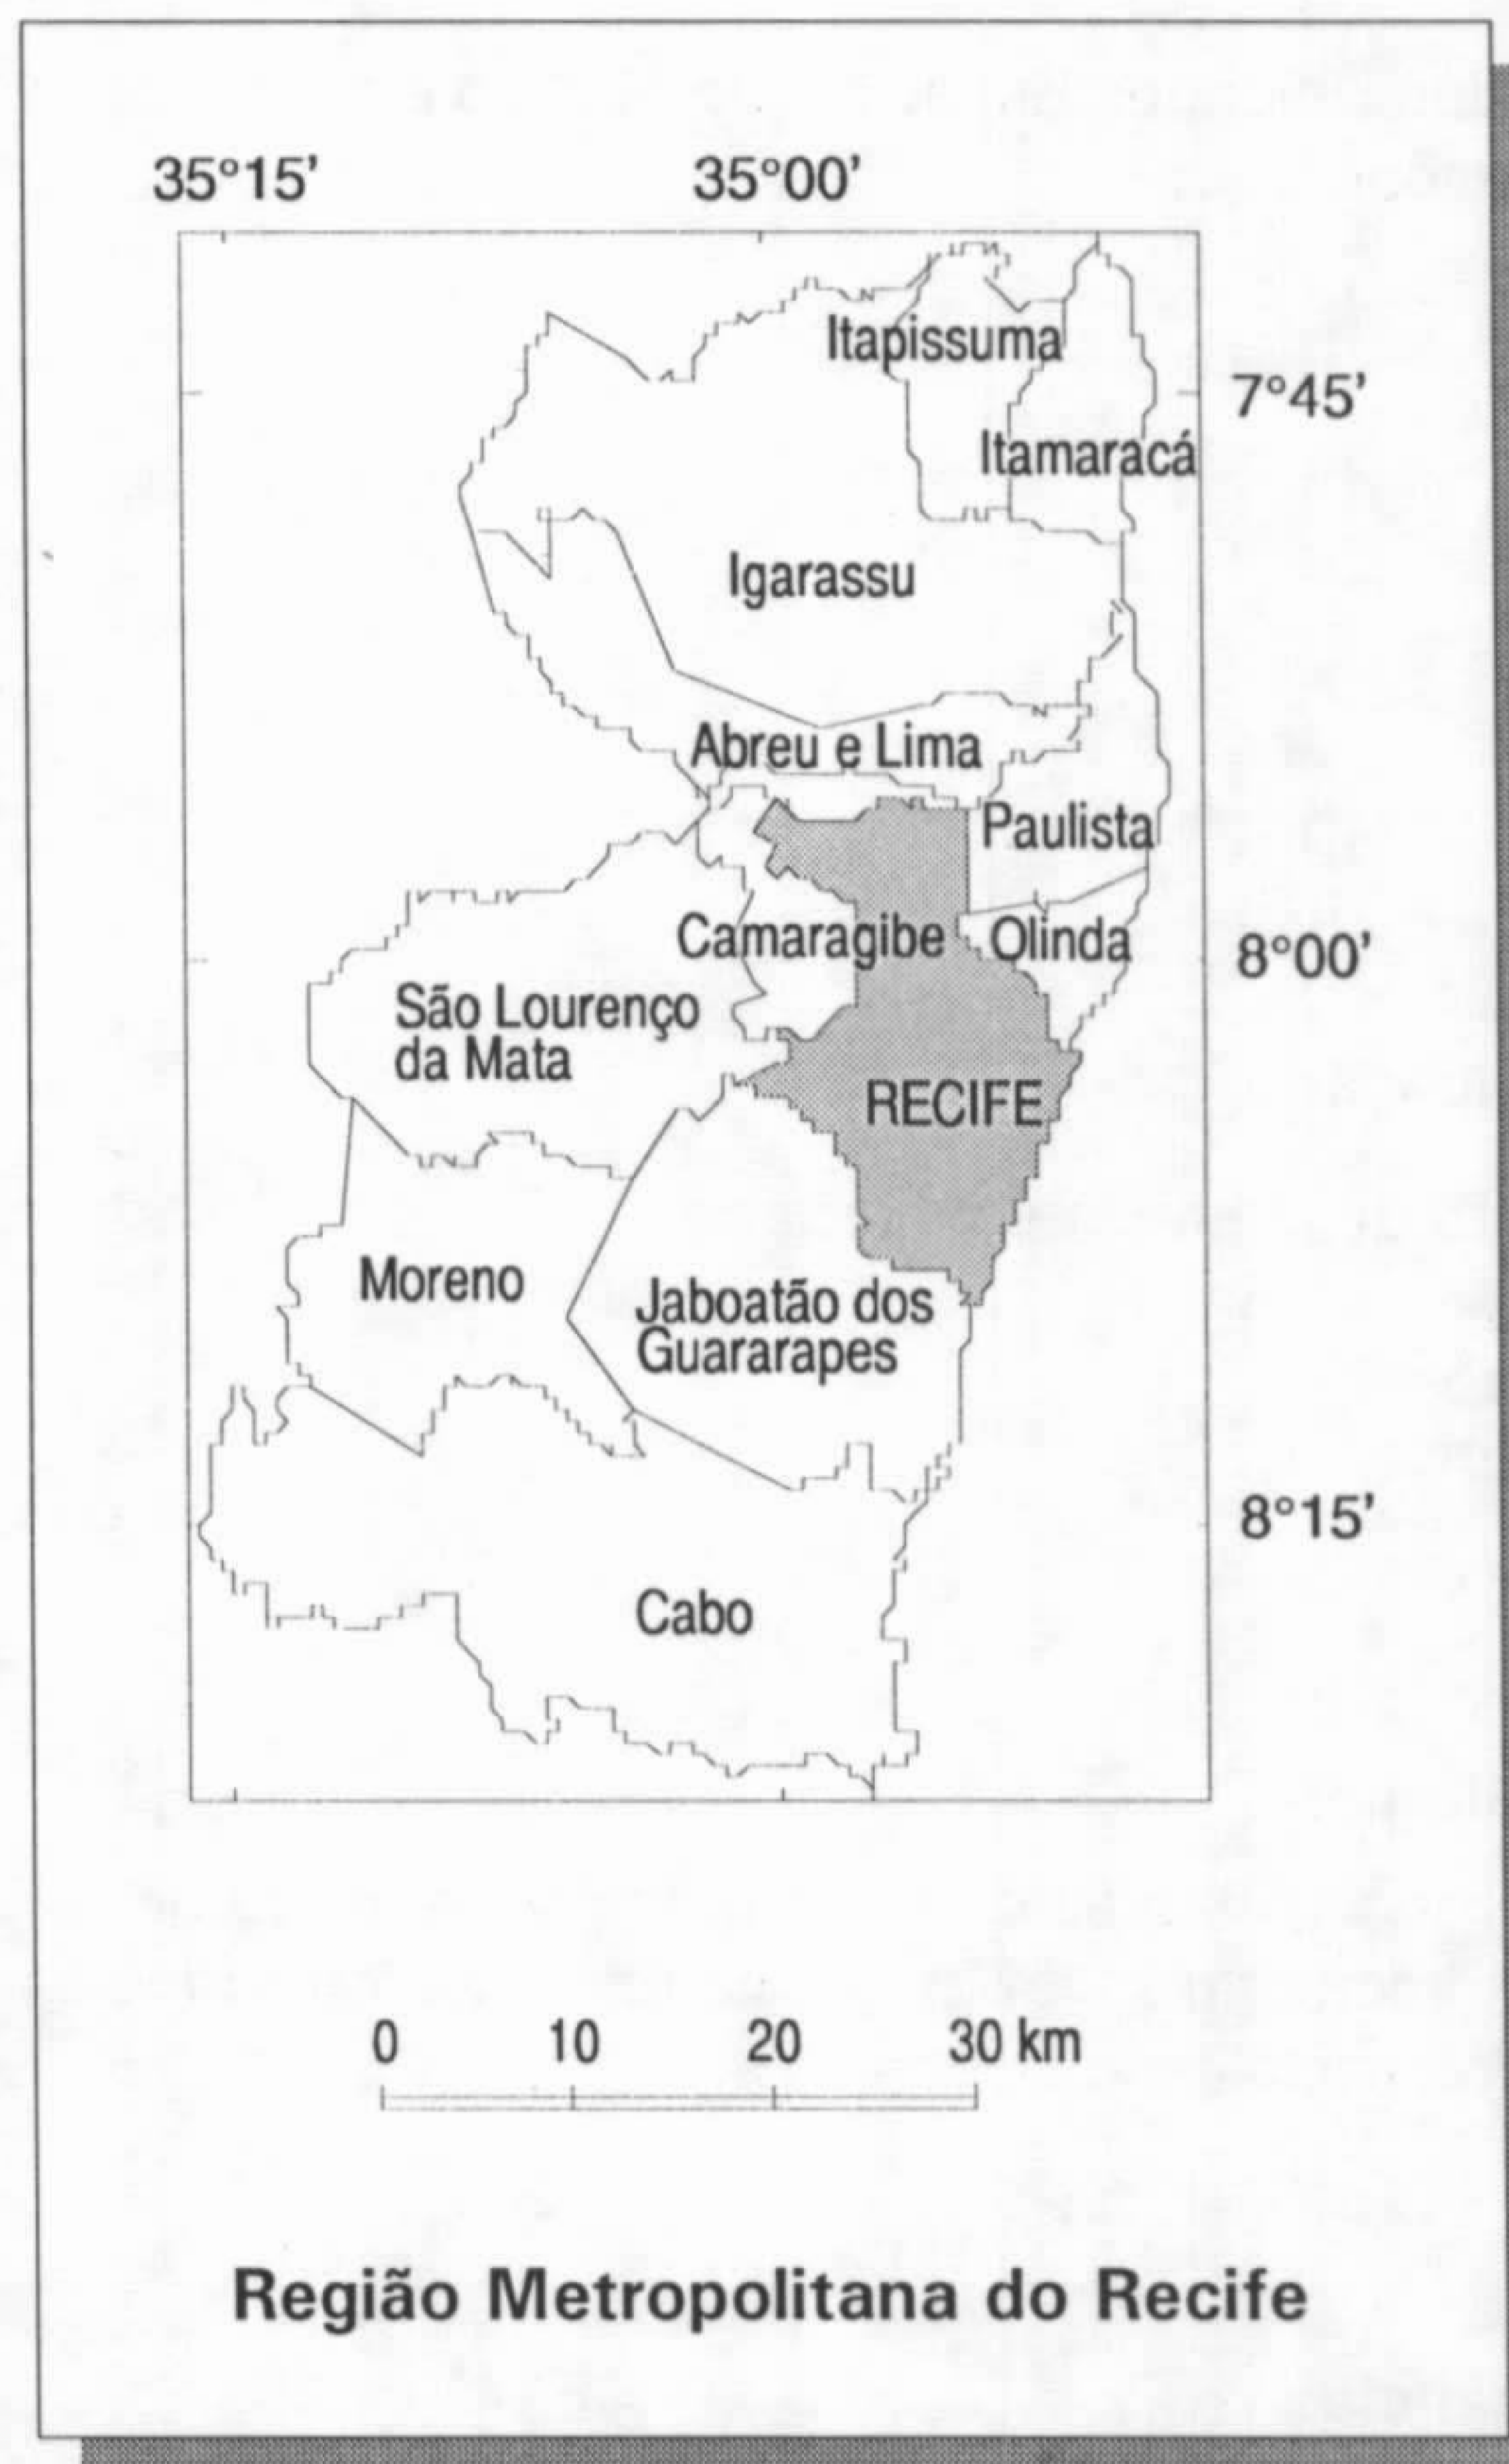 35°15'
35°00'
Itapissuma
7°45'
Itamaracá
Igarassu
Abreu e Lima
Paulista
Camaragibe
Olinda
8°00'
São Lourenço
da Mata
RECIFE
Moreno
Jaboatão dos
Guararapes
8°15'
Cabo
0 10 20 30 km
Região Metropolitana do Recife